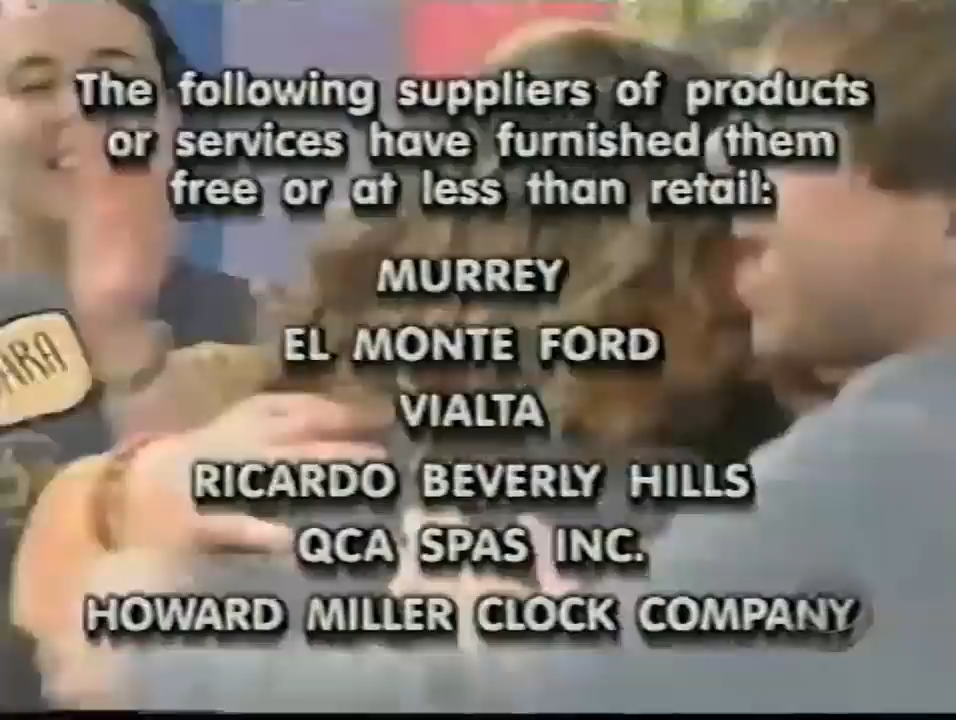 The following suppliers of products
or services have furnished them
free or at less than retail:
MURREY
EL MONTE FORD
VIALTA
RICARDO BEVERLY HILLS
QCA SPAS INC.
HOWARD MILLER CLOCK COMPANY